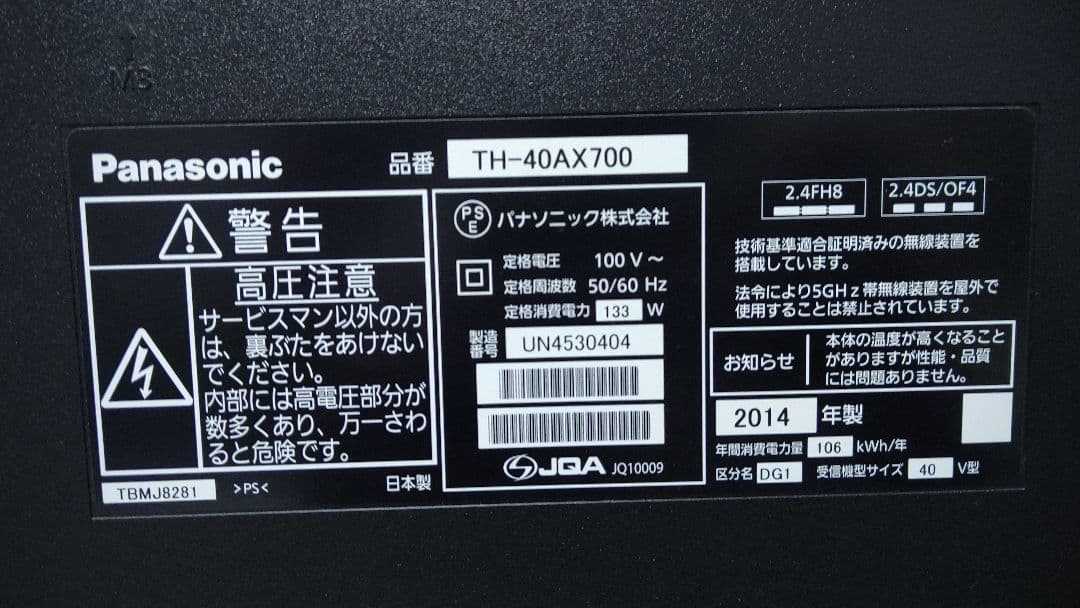 M3
Panasonic
品番 TH-40AX700
警告
高圧注意
サービスマン以外の方
は、裏ぶたをあけない
でください。
内部には高電圧部分が
数多くあり、万一さわ
ると危険です。
TBMJ8281 >PS<
日本製
PSE パナソニック株式会社
定格電圧 100 V～
定格周波数 50/60 Hz
定格消費電力 133 W
製造番号 UN4530404
JQA JQ10009
2.4FH8
2.4DS/OF4
技術基準適合証明済みの無線装置を
搭載しています。
法令により5GHz帯無線装置を屋外で
使用することは禁止されています。
お知らせ
本体の温度が高くなること
がありますが性能・品質
には問題ありません。
2014 年製
年間消費電力量 106 kWh/年
区分名 DG1 受信機型サイズ 40 V型